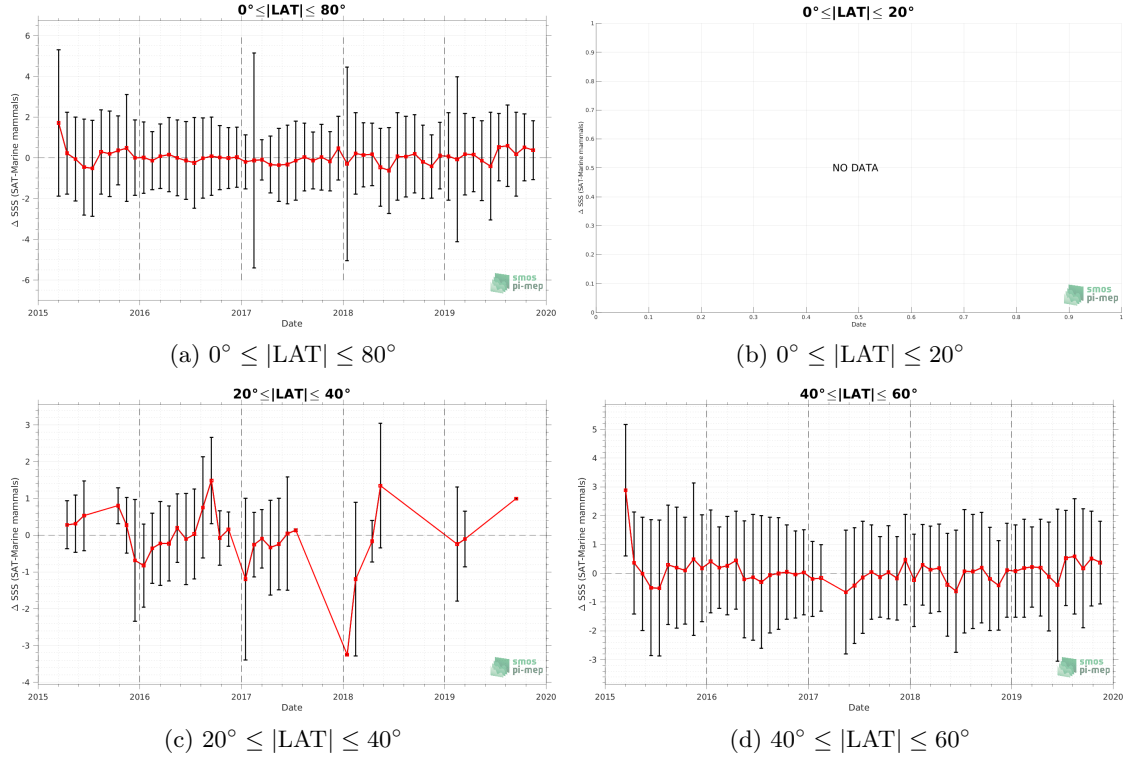 0°≤|LAT|≤ 80°
Δ SSS (SAT-Marine mammals)
6
4
2
0
-2
-4
-6
2015 2016 2017 2018 2019 2020
Date
smos
pi-mep
(a) 0° ≤ |LAT| ≤ 80°
0°≤|LAT|≤ 20°
Δ SSS (SAT-Marine mammals)
1
0.9
0.8
0.7
0.6
0.5
0.4
0.3
0.2
0.1
0
NO DATA
0 0.1 0.2 0.3 0.4 0.5 0.6 0.7 0.8 0.9 1
Date
smos
pi-mep
(b) 0° ≤ |LAT| ≤ 20°
20°≤|LAT|≤ 40°
Δ SSS (SAT-Marine mammals)
3
2
1
0
-1
-2
-3
-4
2015 2016 2017 2018 2019 2020
Date
smos
pi-mep
(c) 20° ≤ |LAT| ≤ 40°
40°≤|LAT|≤ 60°
Δ SSS (SAT-Marine mammals)
5
4
3
2
1
0
-1
-2
-3
2015 2016 2017 2018 2019 2020
Date
smos
pi-mep
(d) 40° ≤ |LAT| ≤ 60°